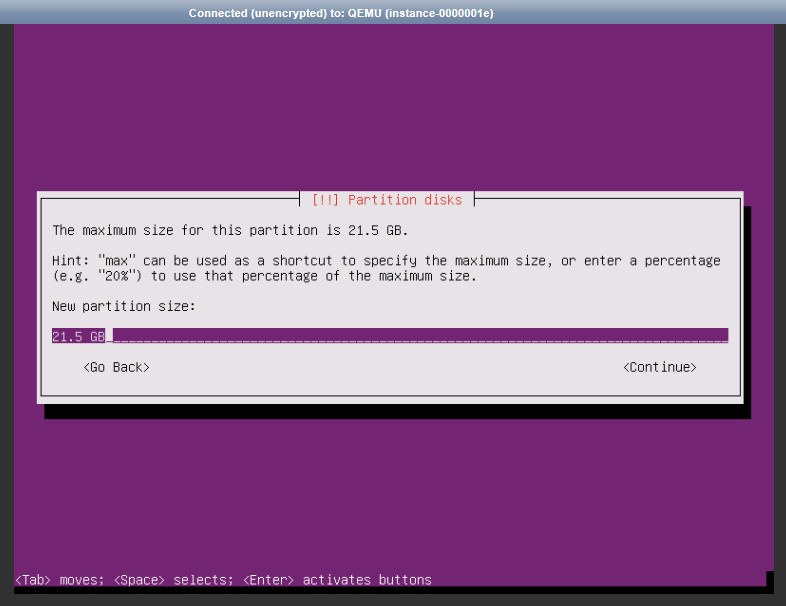 Connected (unencrypted) to: QEMU (instance-0000001e)
[!!] Partition disks
The maximum size for this partition is 21.5 GB.
Hint: "max" can be used as a shortcut to specify the maximum size, or enter a percentage
(e.g. "20%") to use that percentage of the maximum size.
New partition size:
21.5 GB
<Go Back> <Continue>
<Tab> moves; <Space> selects; <Enter> activates buttons